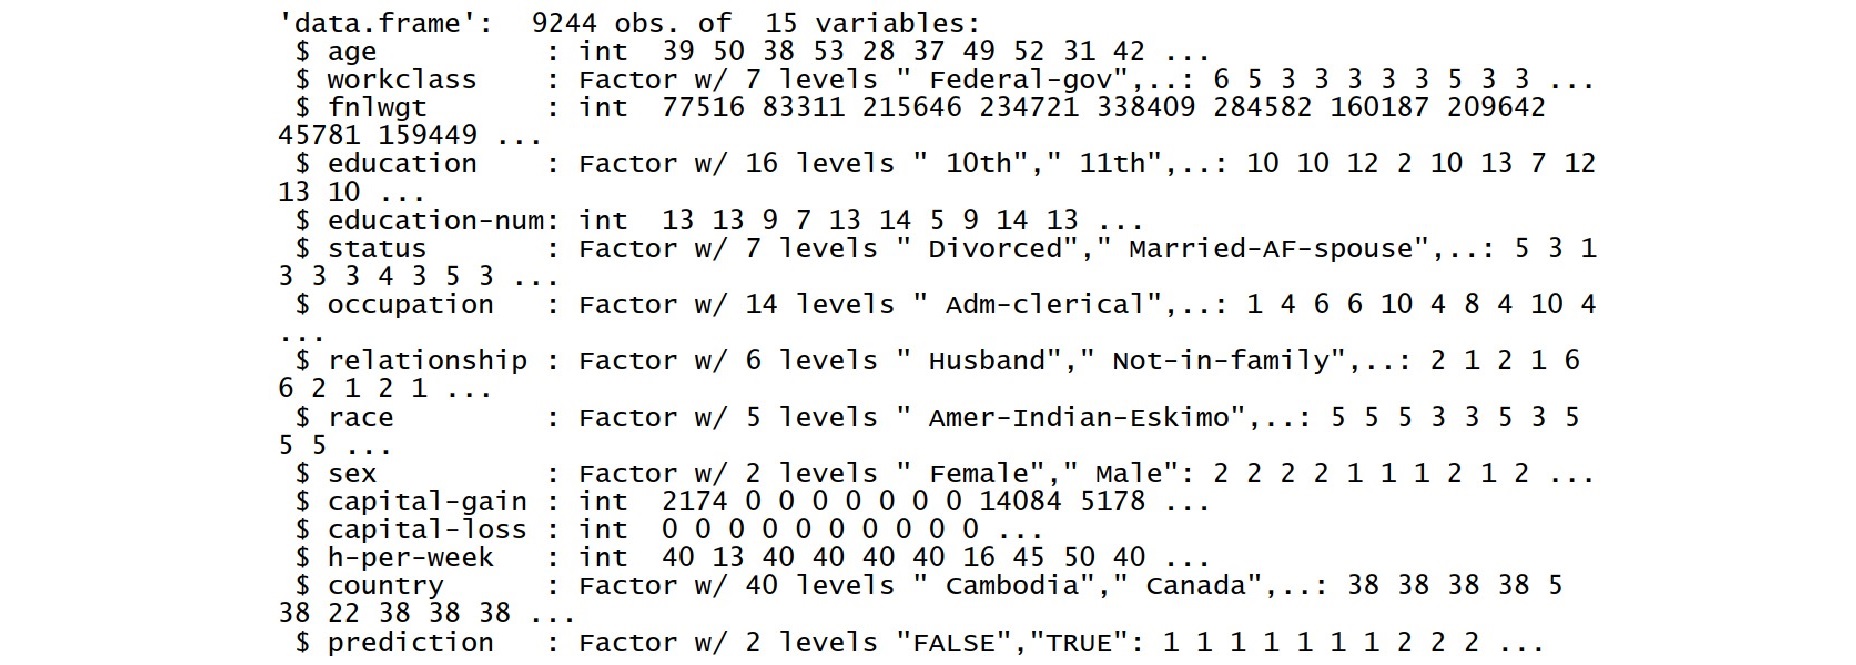 'data.frame':  9244 obs. of  15 variables:
 $ age          : int  39 50 38 53 28 37 49 52 31 42 ...
 $ workclass    : Factor w/ 7 levels " Federal-gov",..: 6 5 3 3 3 3 3 5 3 3 ...
 $ fnlwgt       : int  77516 83311 215646 234721 338409 284582 160187 209642
45781 159449 ...
 $ education    : Factor w/ 16 levels " 10th"," 11th",..: 10 10 12 2 10 13 7 12
13 10 ...
 $ education-num: int  13 13 9 7 13 14 5 9 14 13 ...
 $ status       : Factor w/ 7 levels " Divorced"," Married-AF-spouse",..: 5 3 1
3 3 3 4 3 5 3 ...
 $ occupation   : Factor w/ 14 levels " Adm-clerical",..: 1 4 6 6 10 4 8 4 10 4
...
 $ relationship : Factor w/ 6 levels " Husband"," Not-in-family",..: 2 1 2 1 6
6 2 1 2 1 ...
 $ race         : Factor w/ 5 levels " Amer-Indian-Eskimo",..: 5 5 5 3 3 5 3 5
5 5 ...
 $ sex          : Factor w/ 2 levels " Female"," Male": 2 2 2 2 1 1 1 2 1 2 ...
 $ capital-gain : int  2174 0 0 0 0 0 0 0 14084 5178 ...
 $ capital-loss : int  0 0 0 0 0 0 0 0 0 0 ...
 $ h-per-week   : int  40 13 40 40 40 40 16 45 50 40 ...
 $ country      : Factor w/ 40 levels " Cambodia"," Canada",..: 38 38 38 38 5
38 22 38 38 38 ...
 $ prediction   : Factor w/ 2 levels "FALSE","TRUE": 1 1 1 1 1 1 1 2 2 2 ...